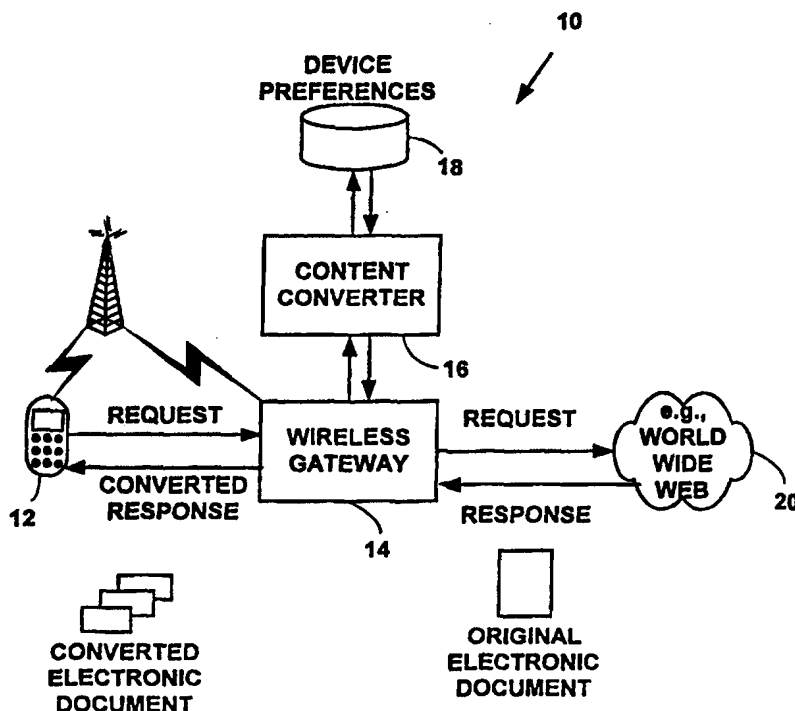 10
DEVICE
PREFERENCES
18
CONTENT
CONVERTER
16
REQUEST
WIRELESS
GATEWAY
REQUEST
e.g.,
WORLD
WIDE
WEB
12
CONVERTED
RESPONSE
14
RESPONSE
20
CONVERTED
ELECTRONIC
DOCUMENT
ORIGINAL
ELECTRONIC
DOCUMENT